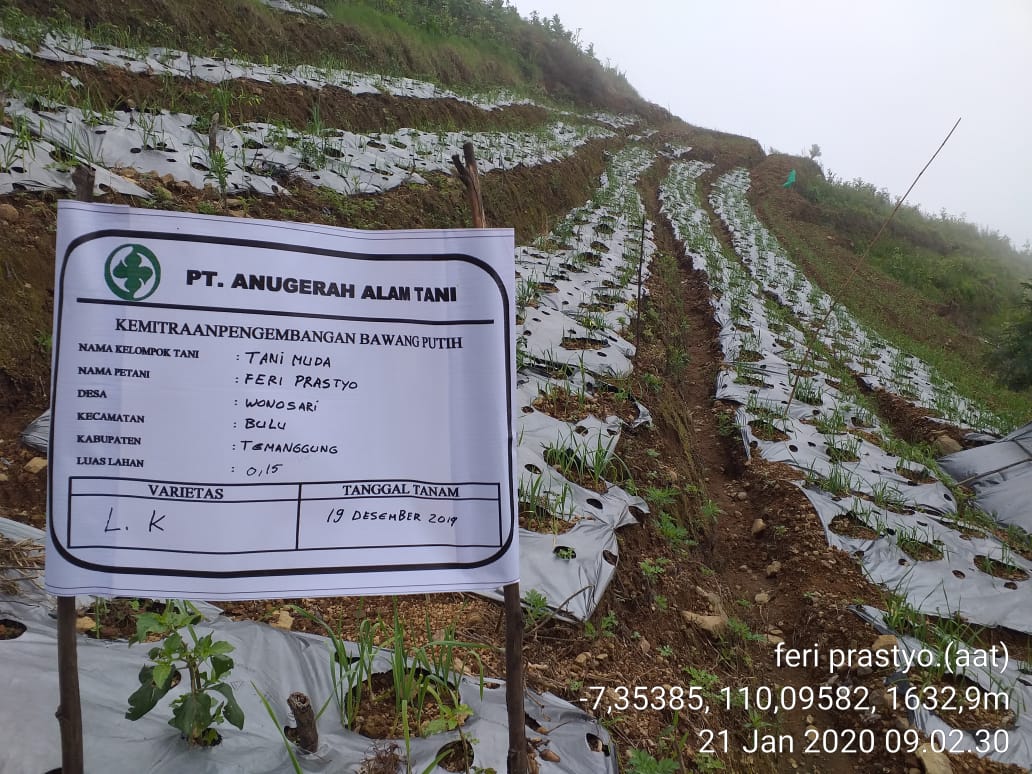 PT. ANUGERAH ALAM TANI
KEMITRAANPENGEMBANGAN BAWANG PUTIH
NAMA KELOMPOK TANI : TANI MUDA
NAMA PETANI : FERI PRASTYO
DESA : WONOSARI
KECAMATAN : BULU
KABUPATEN : TEMANGGUNG
LUAS LAHAN : 0,15
VARIETAS TANGGAL TANAM
L. K 19 DESEMBER 2019
feri prastyo.(aat)
-7,35385, 110,09582, 1632,9m
21 Jan 2020 09.02.30